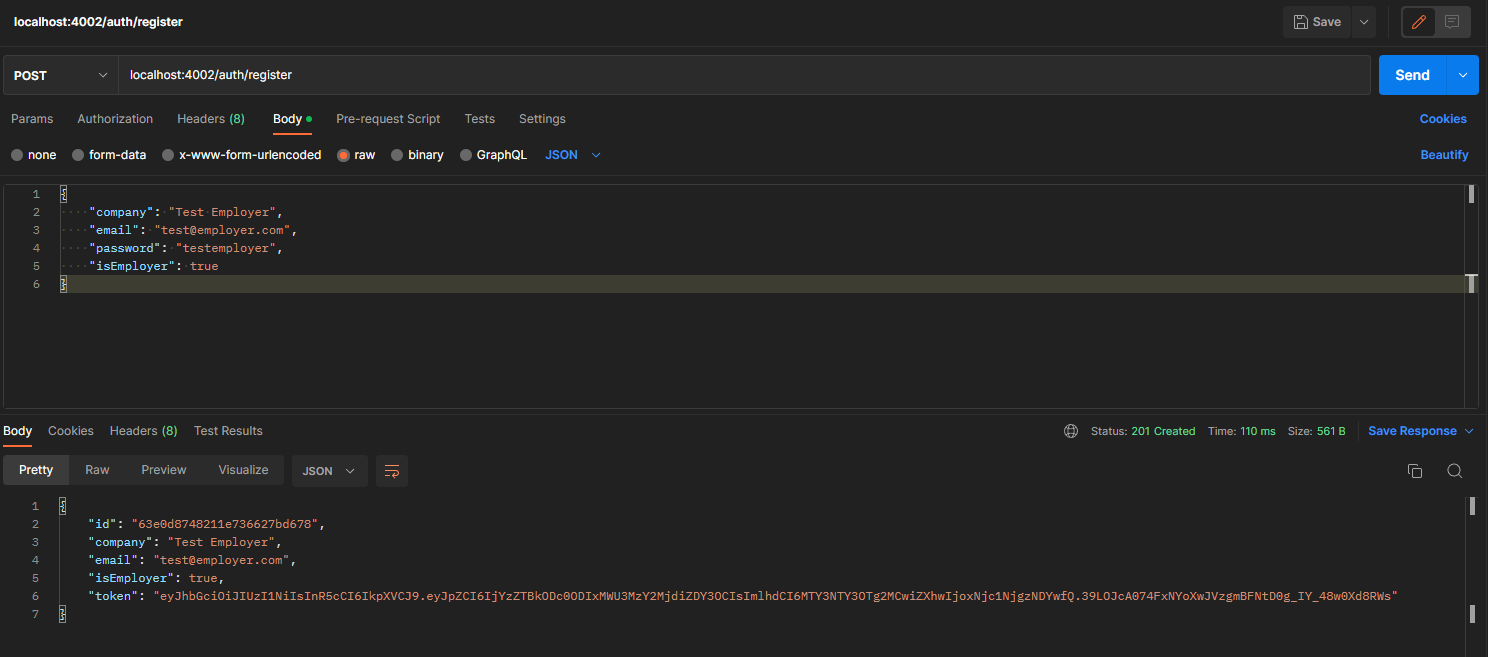 localhost:4002/auth/register
Save
POST
localhost:4002/auth/register
Send
Params Authorization Headers (8) Body Pre-request Script Tests Settings Cookies
none form-data x-www-form-urlencoded raw binary GraphQL JSON Beautify
1 {
2 "company": "Test Employer",
3 "email": "test@employer.com",
4 "password": "testemployer",
5 "isEmployer": true
6 }
Body Cookies Headers (8) Test Results Status: 201 Created Time: 110 ms Size: 561 B Save Response
Pretty Raw Preview Visualize JSON
1 {
2 "id": "63e0d8748211e736627bd678",
3 "company": "Test Employer",
4 "email": "test@employer.com",
5 "isEmployer": true,
6 "token": "eyJhbGciOiJIUzI1NiIsInR5cCI6IkpXVCJ9.eyJpZCI6IjYzZTBkODc0ODIxMWU3MzY2MjdiZDY3OCIsImlhdCI6MTY3NTY3OTg2MCwiZXhwIjoxNjc1NjgzNDYwfQ.39LOJcA074FxNYoXwJVzgmBFNtD0g_IY_48w0Xd8RWs"
7 }